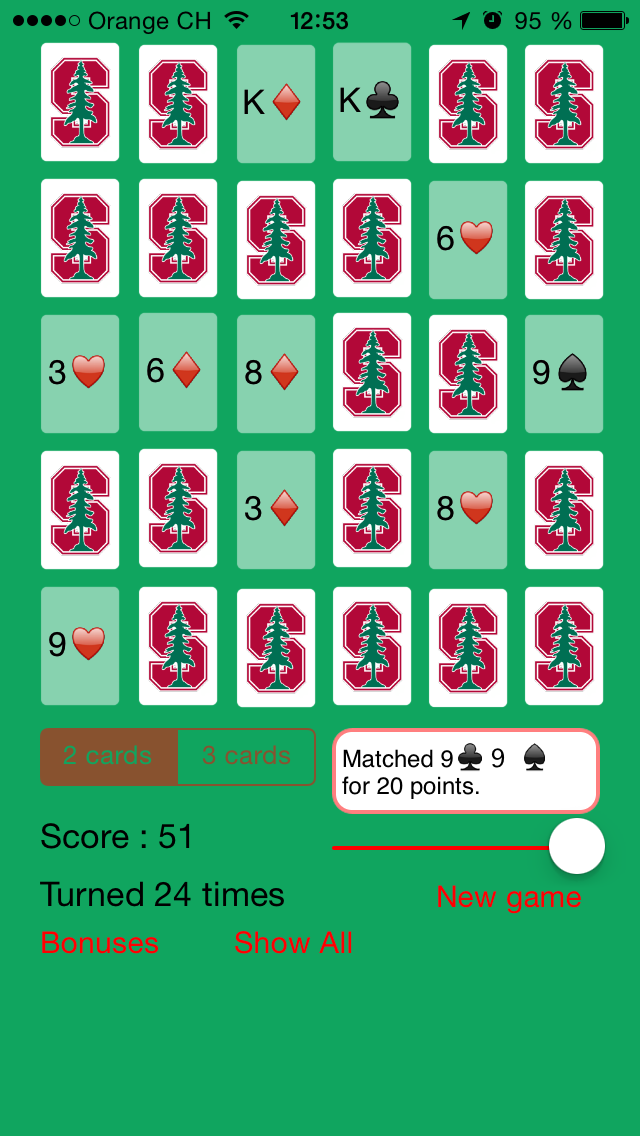 Orange CH 12:53 95 %
K♦ K♣
6♥
3♥ 6♦ 8♦ 9♠
3♦ 8♥
9♥
2 cards 3 cards
Matched 9♣ 9 ♠
for 20 points.
Score : 51
Turned 24 times
New game
Bonuses Show All